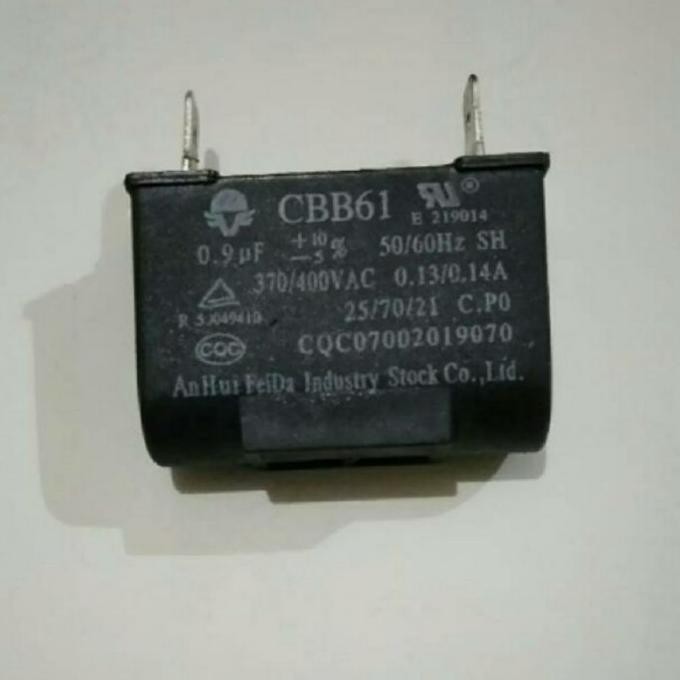 CBB61
E 219014
0.9μF +10 -5 % 50/60Hz SH
370/400VAC 0.13/0.14A
25/70/21 C.P0
CQC CQC07002019070
AnHui FeiDa Industry Stock Co.,Ltd.